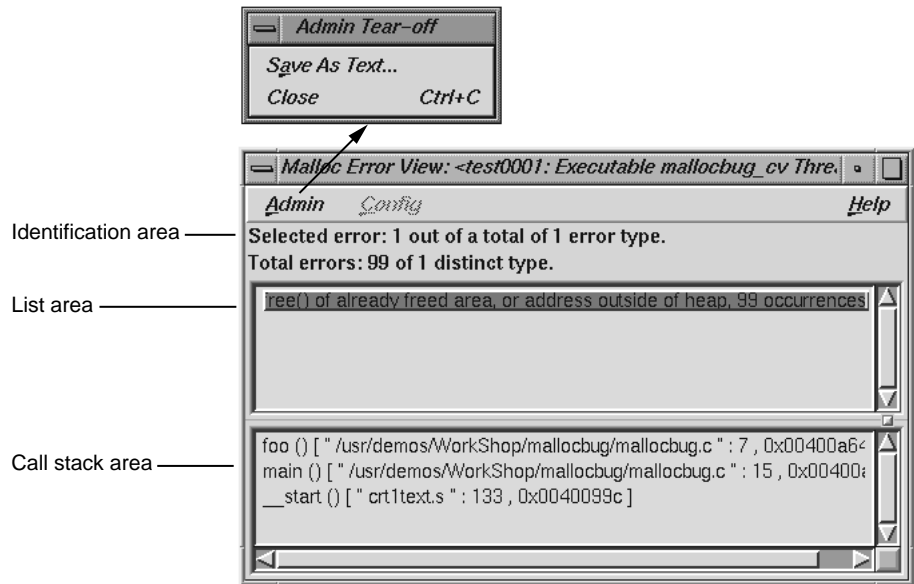 Admin Tear-off
Save As Text...
Close Ctrl+C
Malloc Error View: <test0001: Executable mallocbug_cv Thre
Admin Config Help
Identification area
Selected error: 1 out of a total of 1 error type.
Total errors: 99 of 1 distinct type.
List area
ree() of already freed area, or address outside of heap, 99 occurrences
Call stack area
foo () [ " /usr/demos/WorkShop/mallocbug/mallocbug.c " : 7 , 0x00400a64
main () [ " /usr/demos/WorkShop/mallocbug/mallocbug.c " : 15 , 0x00400a
__start () [ " crt1text.s " : 133 , 0x0040099c ]